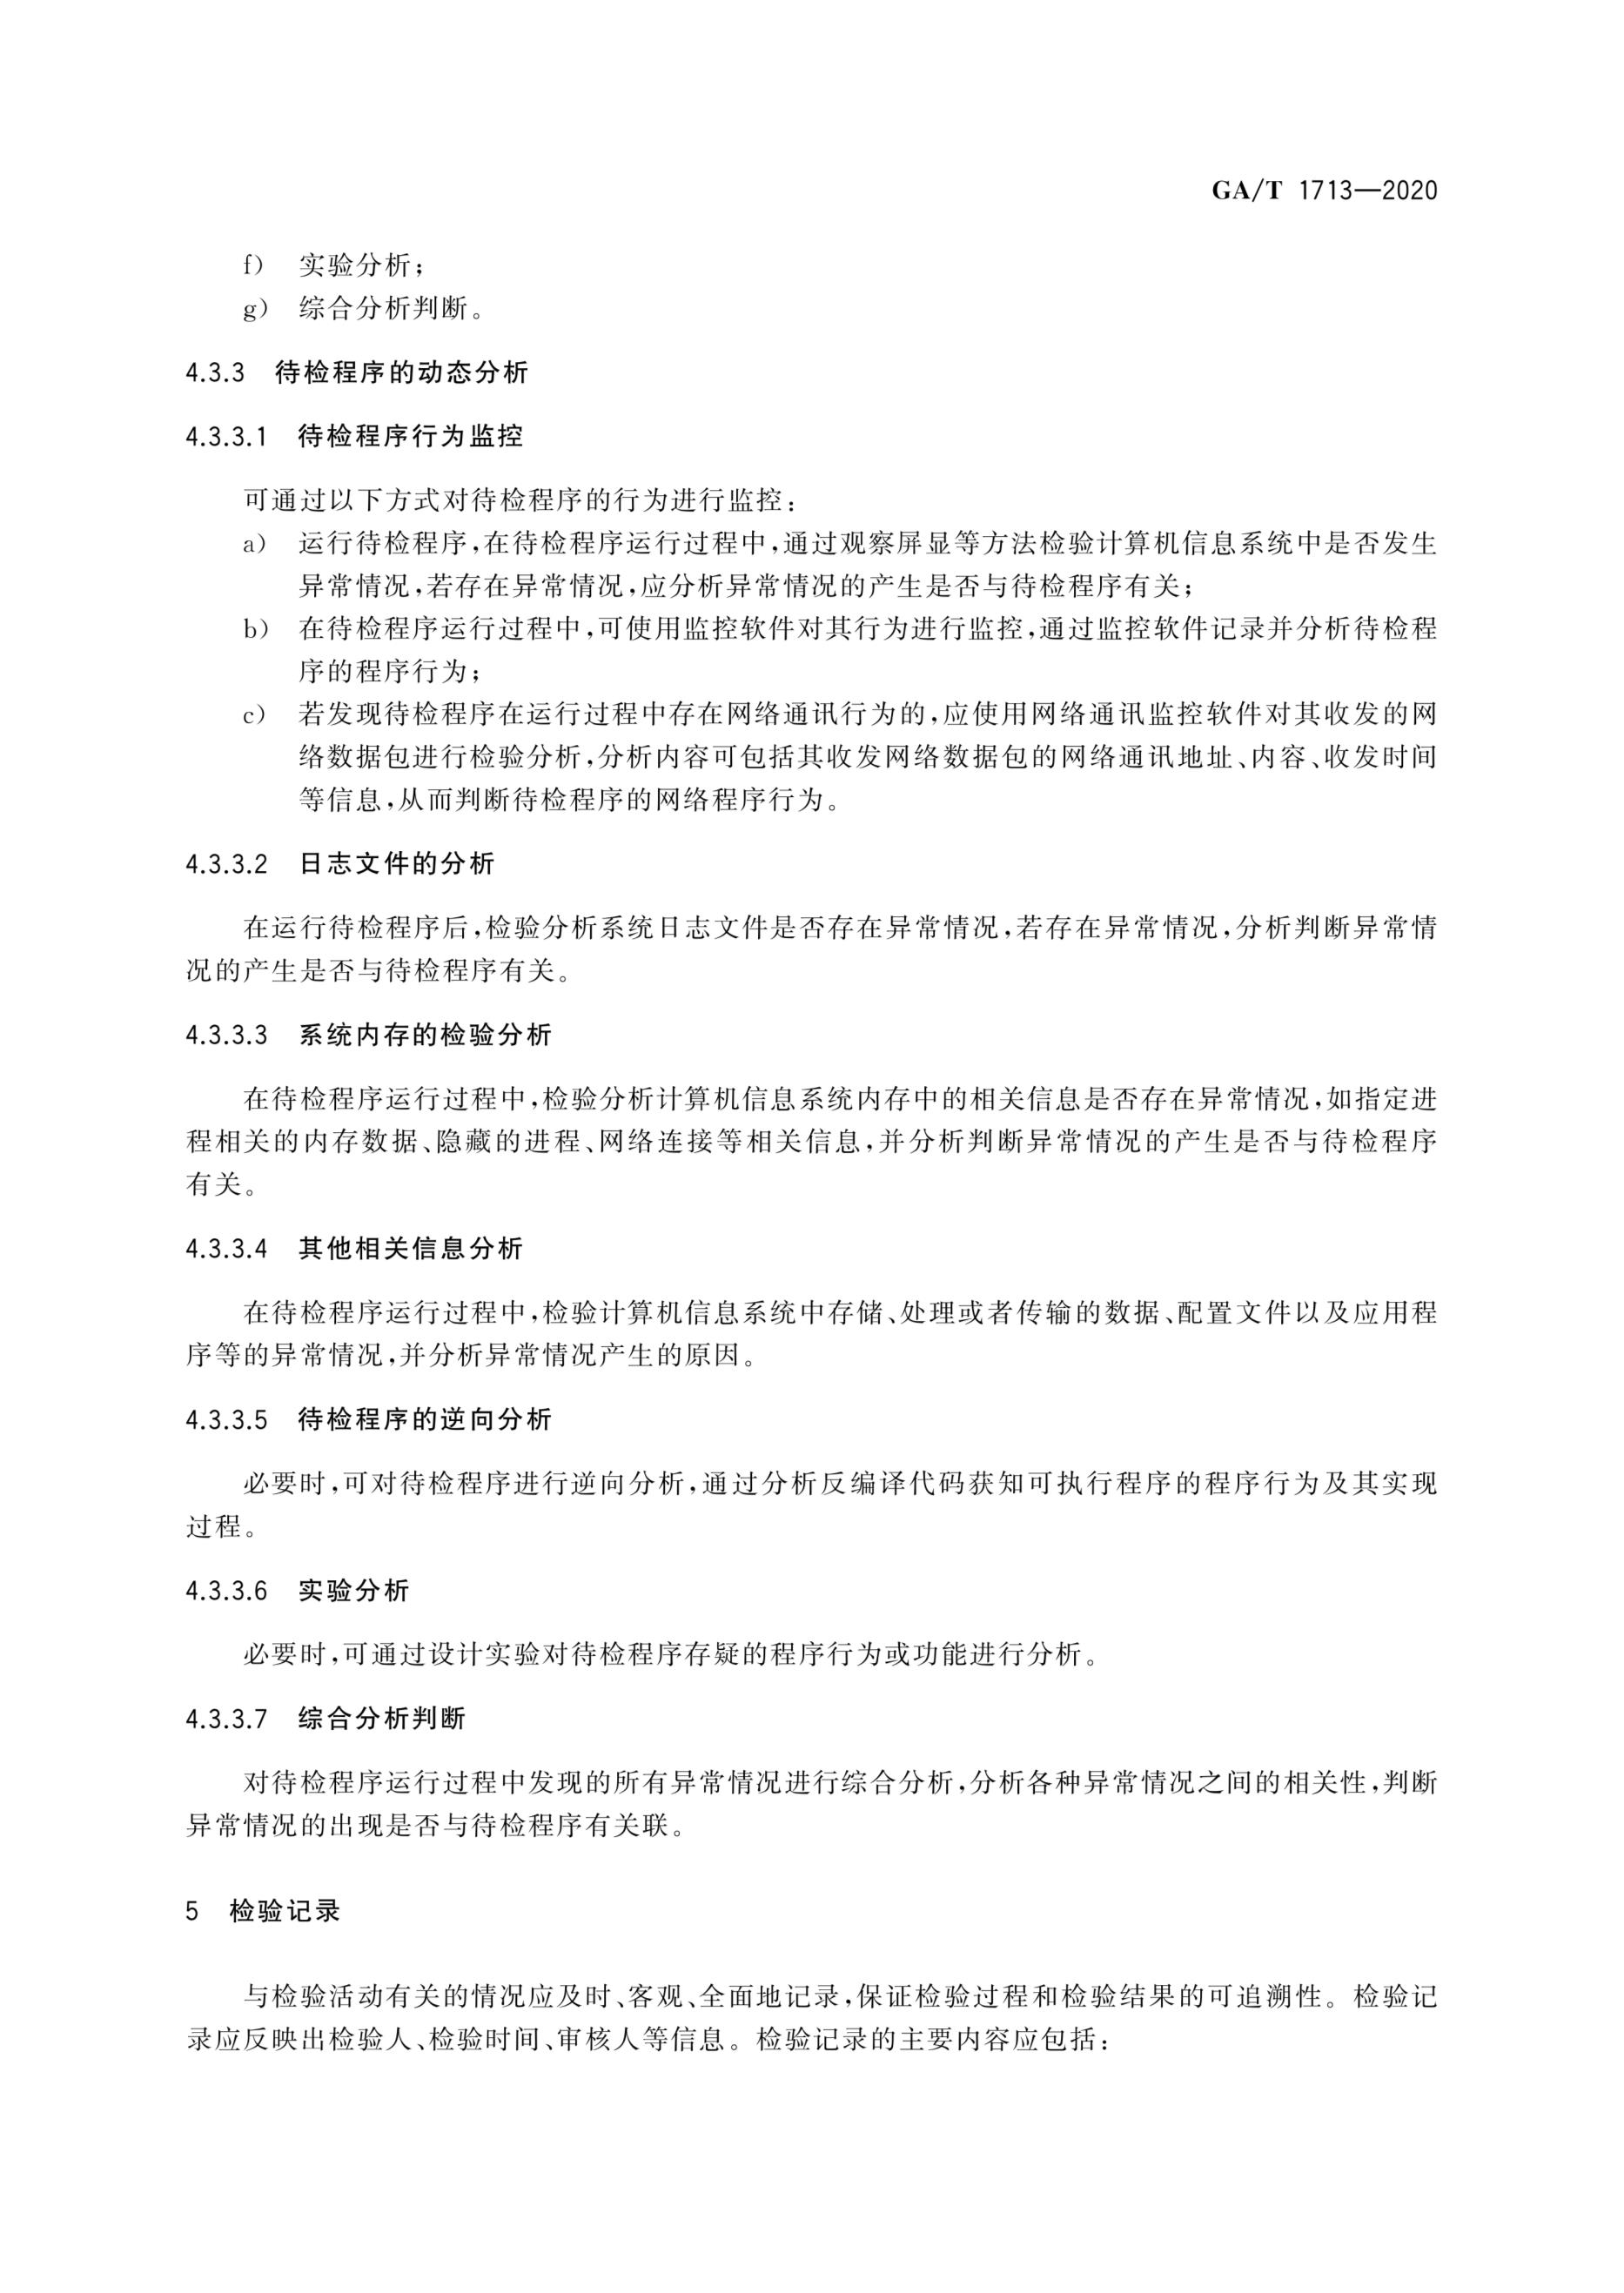 GA/T 1713—2020
f) 实验分析；
g) 综合分析判断。
4.3.3 待检程序的动态分析
4.3.3.1 待检程序行为监控
可通过以下方式对待检程序的行为进行监控：
a) 运行待检程序,在待检程序运行过程中,通过观察屏显等方法检验计算机信息系统中是否发生
异常情况,若存在异常情况,应分析异常情况的产生是否与待检程序有关；
b) 在待检程序运行过程中,可使用监控软件对其行为进行监控,通过监控软件记录并分析待检程
序的程序行为；
c) 若发现待检程序在运行过程中存在网络通讯行为的,应使用网络通讯监控软件对其收发的网
络数据包进行检验分析,分析内容可包括其收发网络数据包的网络通讯地址、内容、收发时间
等信息,从而判断待检程序的网络程序行为。
4.3.3.2 日志文件的分析
在运行待检程序后,检验分析系统日志文件是否存在异常情况,若存在异常情况,分析判断异常情
况的产生是否与待检程序有关。
4.3.3.3 系统内存的检验分析
在待检程序运行过程中,检验分析计算机信息系统内存中的相关信息是否存在异常情况,如指定进
程相关的内存数据、隐藏的进程、网络连接等相关信息,并分析判断异常情况的产生是否与待检程序
有关。
4.3.3.4 其他相关信息分析
在待检程序运行过程中,检验计算机信息系统中存储、处理或者传输的数据、配置文件以及应用程
序等的异常情况,并分析异常情况产生的原因。
4.3.3.5 待检程序的逆向分析
必要时,可对待检程序进行逆向分析,通过分析反编译代码获知可执行程序的程序行为及其实现
过程。
4.3.3.6 实验分析
必要时,可通过设计实验对待检程序存疑的程序行为或功能进行分析。
4.3.3.7 综合分析判断
对待检程序运行过程中发现的所有异常情况进行综合分析,分析各种异常情况之间的相关性,判断
异常情况的出现是否与待检程序有关联。
5 检验记录
与检验活动有关的情况应及时、客观、全面地记录,保证检验过程和检验结果的可追溯性。检验记
录应反映出检验人、检验时间、审核人等信息。检验记录的主要内容应包括：